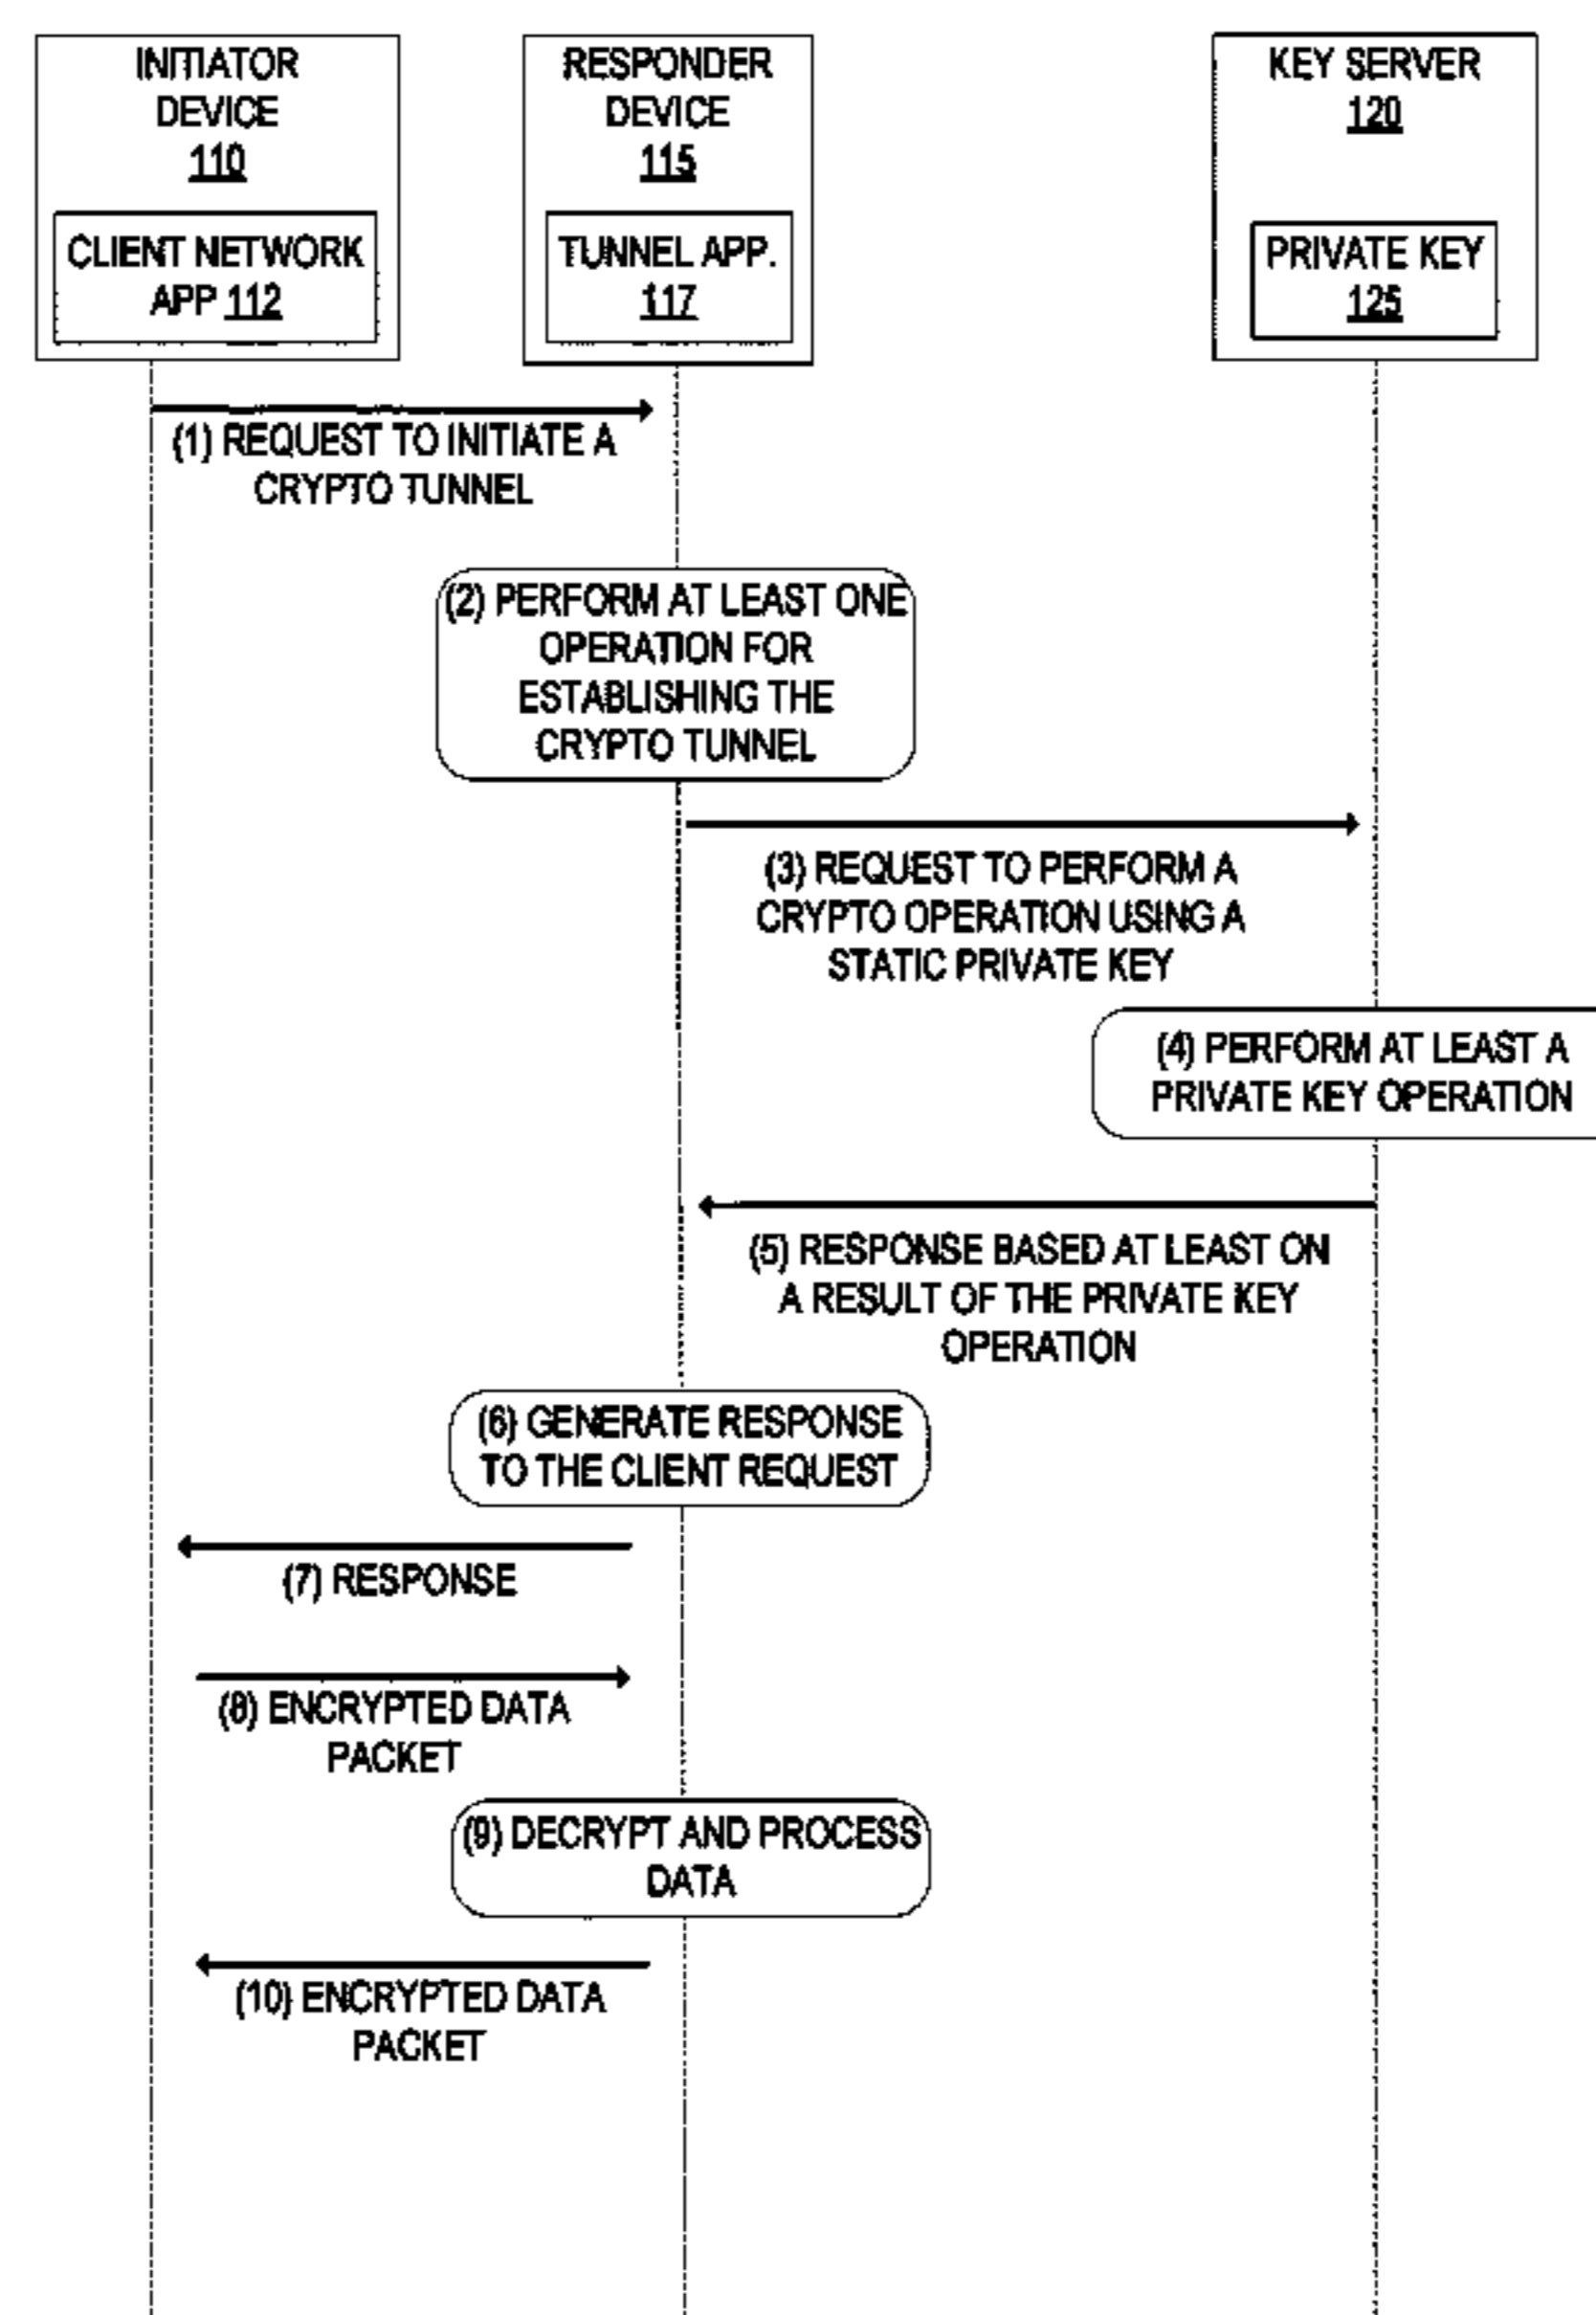 INITIATOR
DEVICE
110
CLIENT NETWORK
APP 112
RESPONDER
DEVICE
115
TUNNEL APP.
117
KEY SERVER
120
PRIVATE KEY
125
(1) REQUEST TO INITIATE A
CRYPTO TUNNEL
(2) PERFORM AT LEAST ONE
OPERATION FOR
ESTABLISHING THE
CRYPTO TUNNEL
(3) REQUEST TO PERFORM A
CRYPTO OPERATION USING A
STATIC PRIVATE KEY
(4) PERFORM AT LEAST A
PRIVATE KEY OPERATION
(5) RESPONSE BASED AT LEAST ON
A RESULT OF THE PRIVATE KEY
OPERATION
(6) GENERATE RESPONSE
TO THE CLIENT REQUEST
(7) RESPONSE
(8) ENCRYPTED DATA
PACKET
(9) DECRYPT AND PROCESS
DATA
(10) ENCRYPTED DATA
PACKET